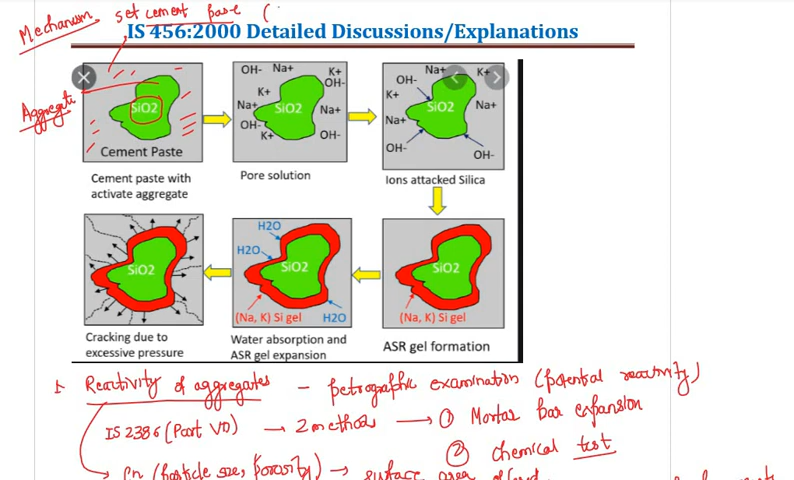 Mechanism set cement paste (
IS 456:2000 Detailed Discussions/Explanations
Aggregate
SiO2
Cement Paste
Cement paste with
activate aggregate
OH- Na+ K+
OH-
K+
Na+ SiO2 Na+
OH-
K+ OH-
Pore solution
Na+ K+
OH-
K+
SiO2 Na+
Na+
OH-
OH-
Ions attacked Silica
SiO2
Cracking due to
excessive pressure
H2O
H2O
SiO2
(Na, K) Si gel H2O
Water absorption and
ASR gel expansion
SiO2
(Na, K) Si gel
ASR gel formation
1. Reactivity of aggregates - petrographic examination (potential reactivity)
IS 2386 (Part VII) → 2 methods → ① Mortar bar expansion
② chemical test
fn (particle size, porosity) → surface area